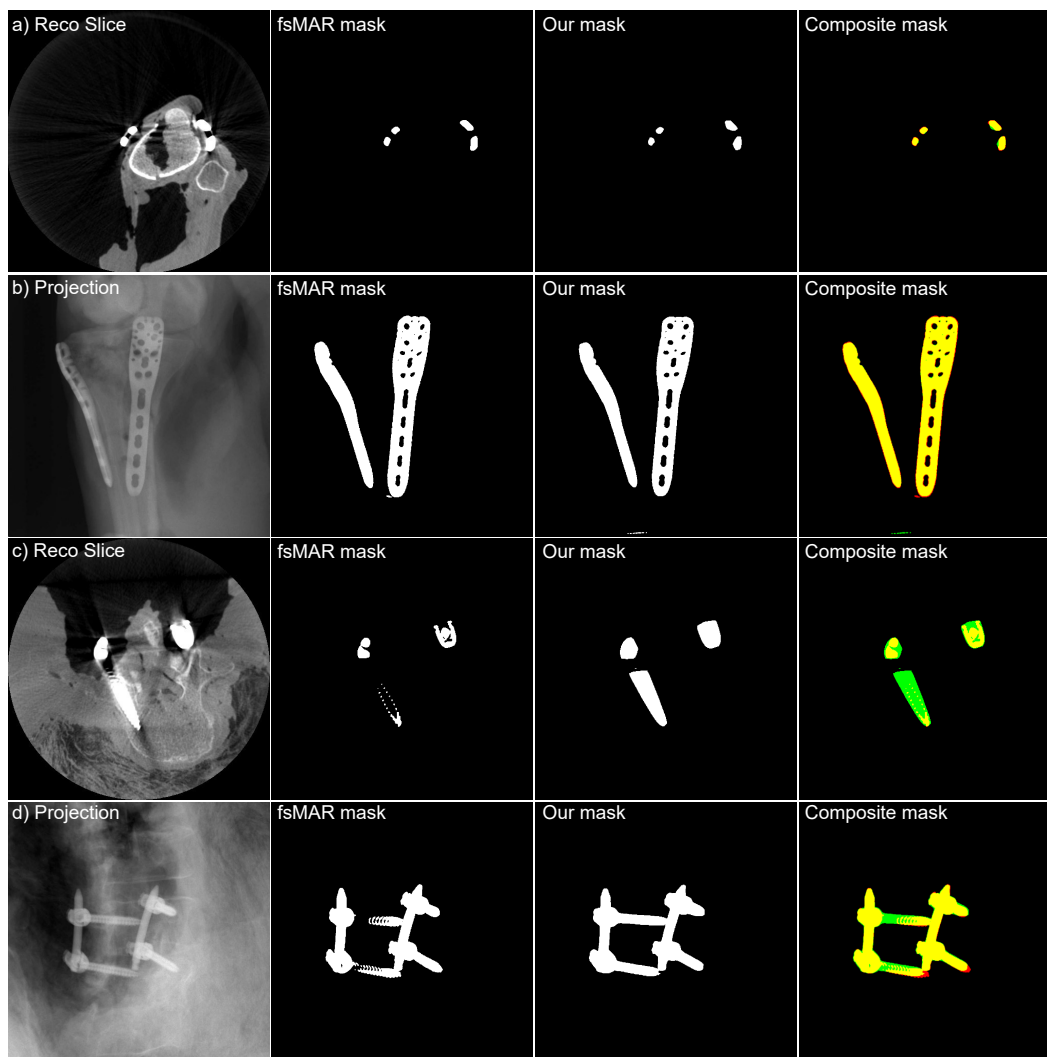 a) Reco Slice fsMAR mask Our mask Composite mask
b) Projection fsMAR mask Our mask Composite mask
c) Reco Slice fsMAR mask Our mask Composite mask
d) Projection fsMAR mask Our mask Composite mask